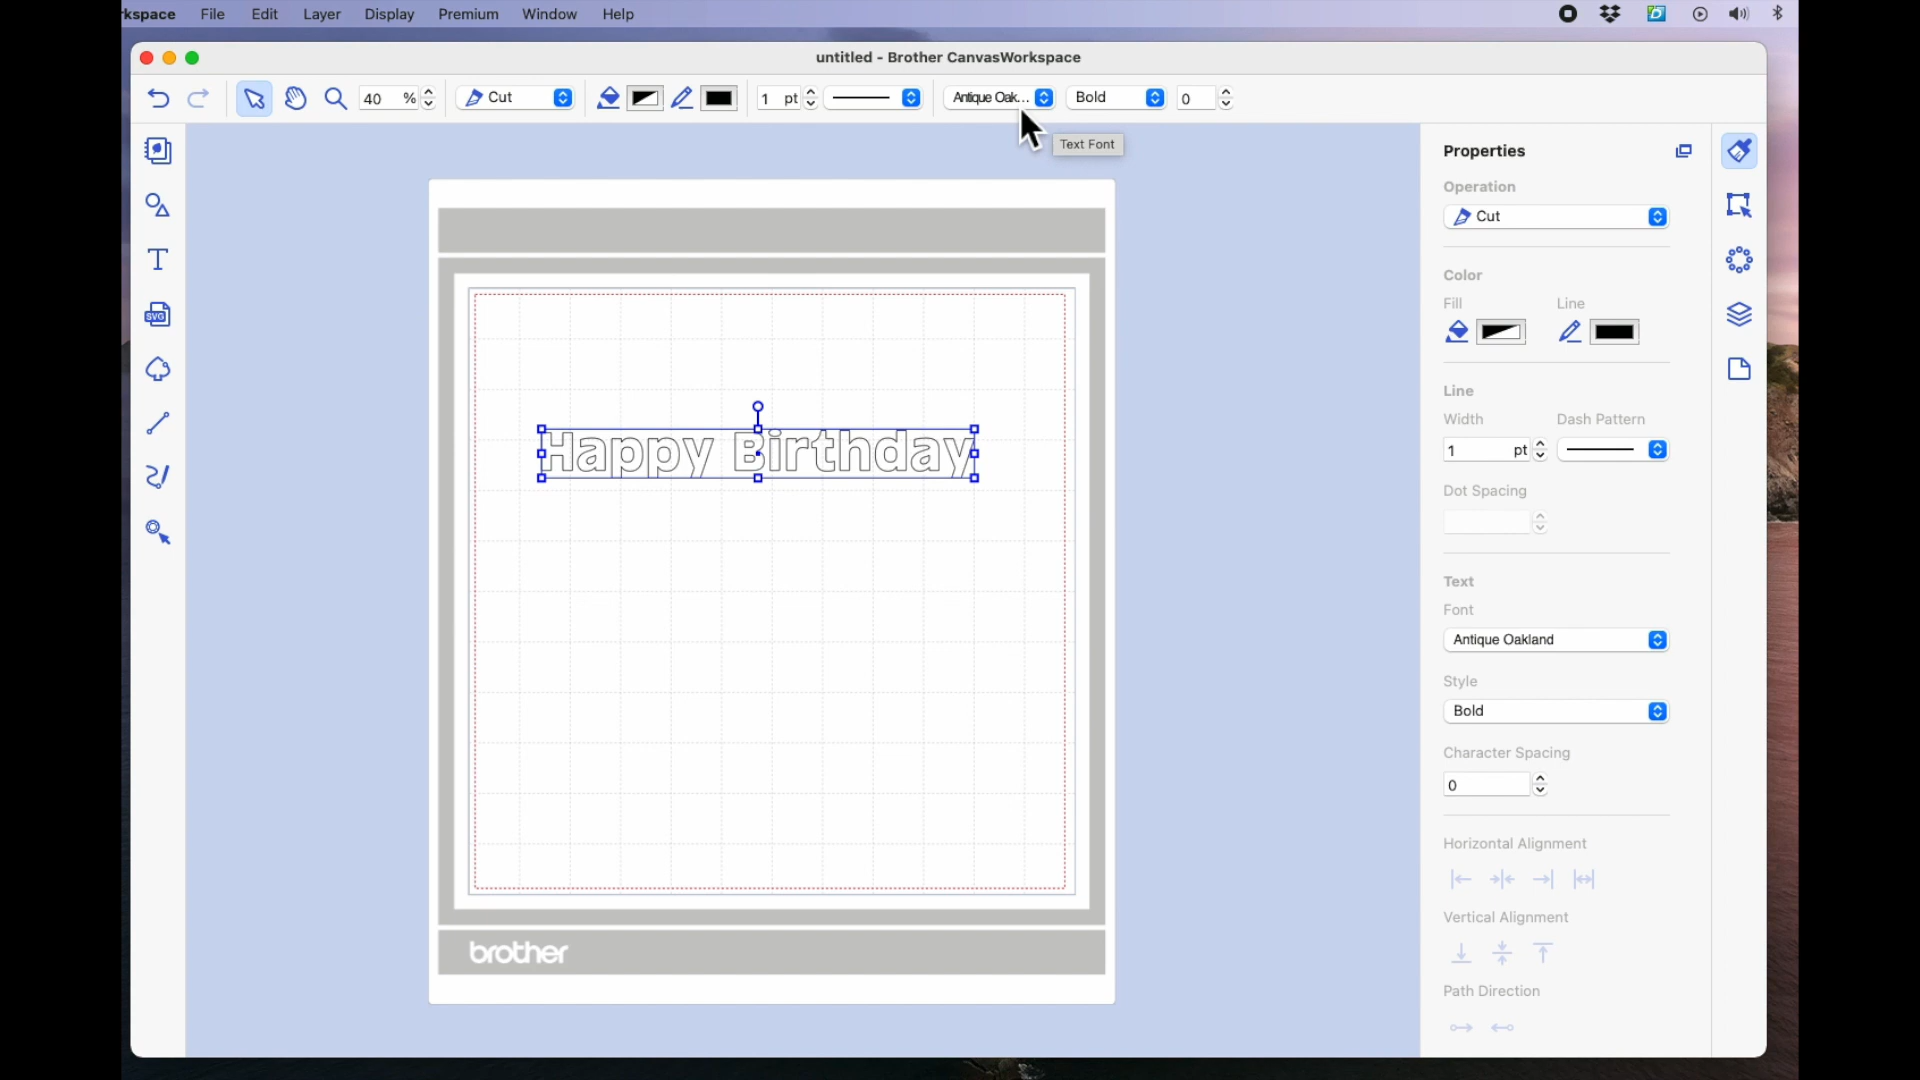 kspace File Edit Layer Display Premium Window Help
untitled - Brother CanvasWorkspace
40 % Cut 1 pt Antique Oak... Bold 0
Text Font
Properties
Operation
Cut
Color
Fill Line
Line
Width Dash Pattern
1 pt
Dot Spacing
Text
Font
Antique Oakland
Style
Bold
Character Spacing
0
Horizontal Alignment
Vertical Alignment
Path Direction
T
SVG
Happy Birthday
brother